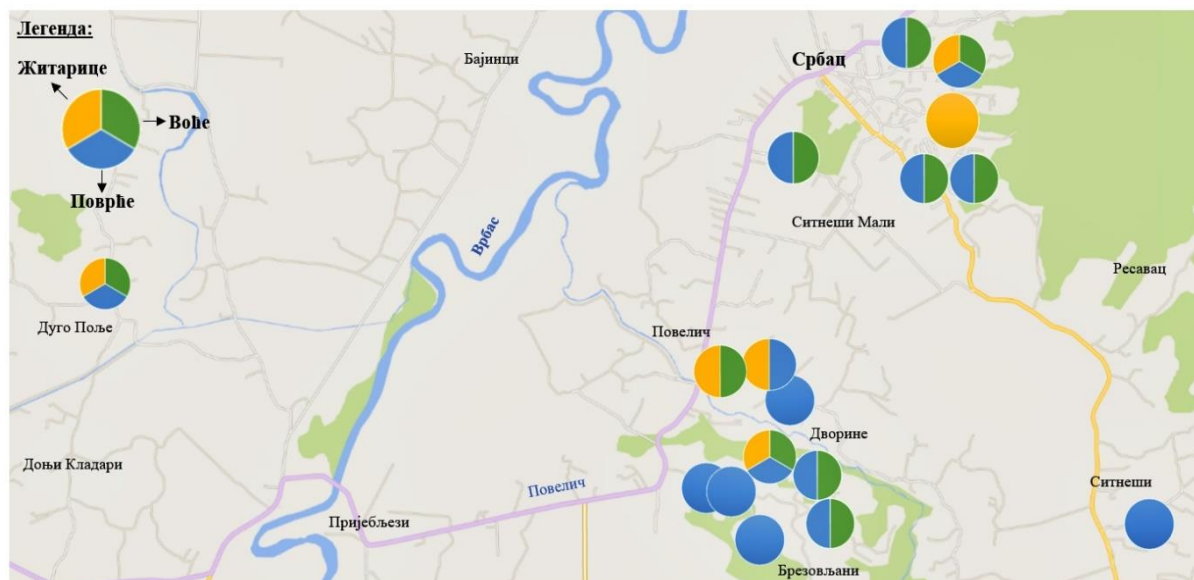 Легенда:
Житарице
Воће
Поврће
Бајинци
Србац
Врбас
Ситнеши Мали
Ресавац
Дуго Поље
Повелич
Дворине
Доњи Кладари
Повелич
Ситнеши
Пријебљези
Брезовљани